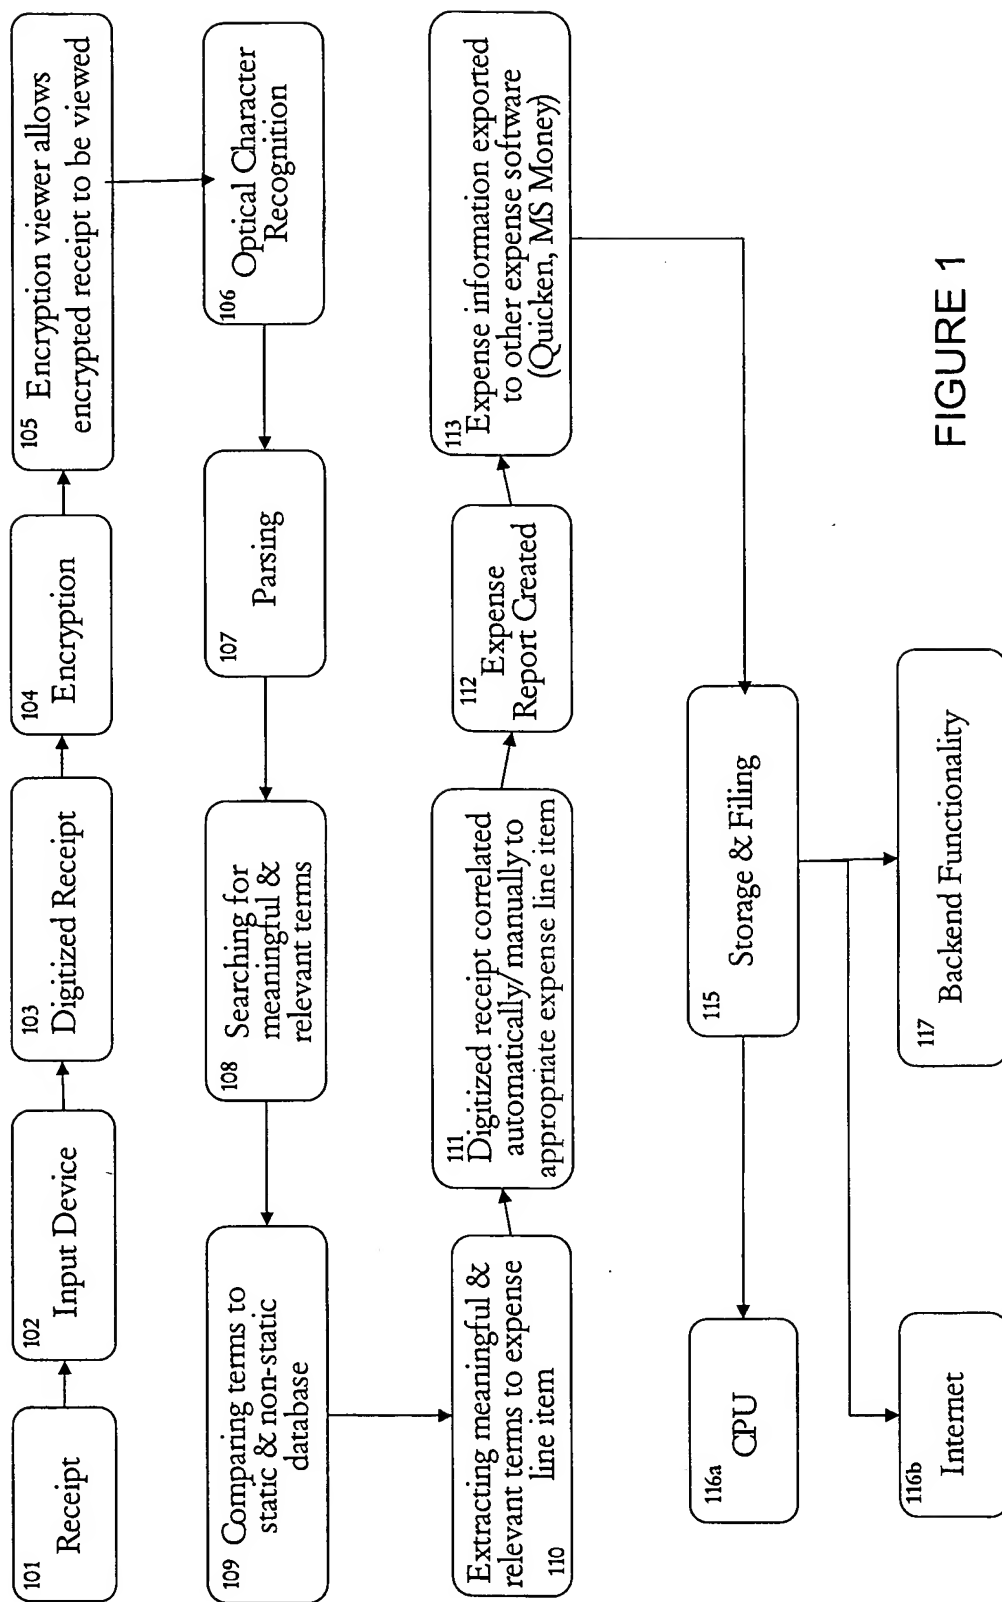 101
Receipt
102
Input Device
103
Digitized Receipt
104
Encryption
105
Encryption viewer allows
encrypted receipt to be viewed
106
Optical Character
Recognition
107
Parsing
108
Searching for
meaningful &
relevant terms
109
Comparing terms to
static & non-static
database
Extracting meaningful &
relevant terms to expense
line item
110
111
Digitized receipt correlated
automatically/ manually to
appropriate expense line item
112
Expense
Report Created
113
Expense information exported
to other expense software
(Quicken, MS Money)
115
Storage & Filing
116a
CPU
116b
Internet
117
Backend Functionality
FIGURE 1